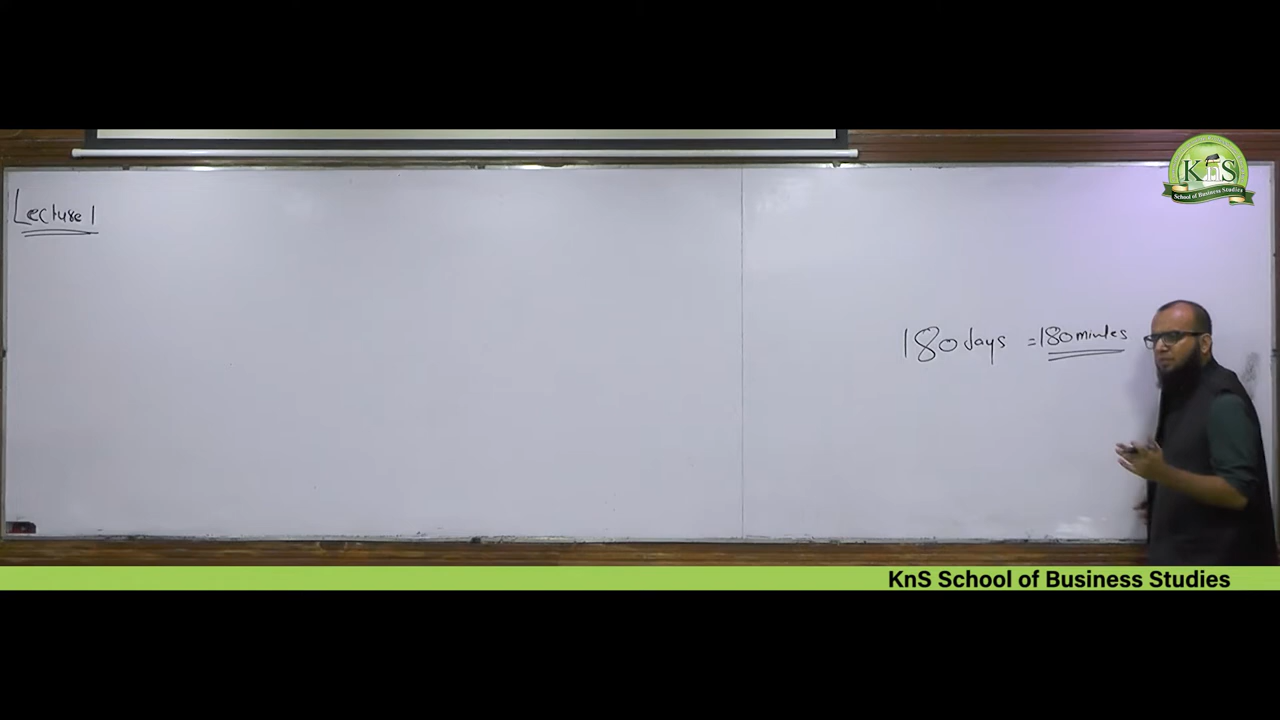 Lecture 1
180 days = 180 minutes
KnS
School of Business Studies
KnS School of Business Studies